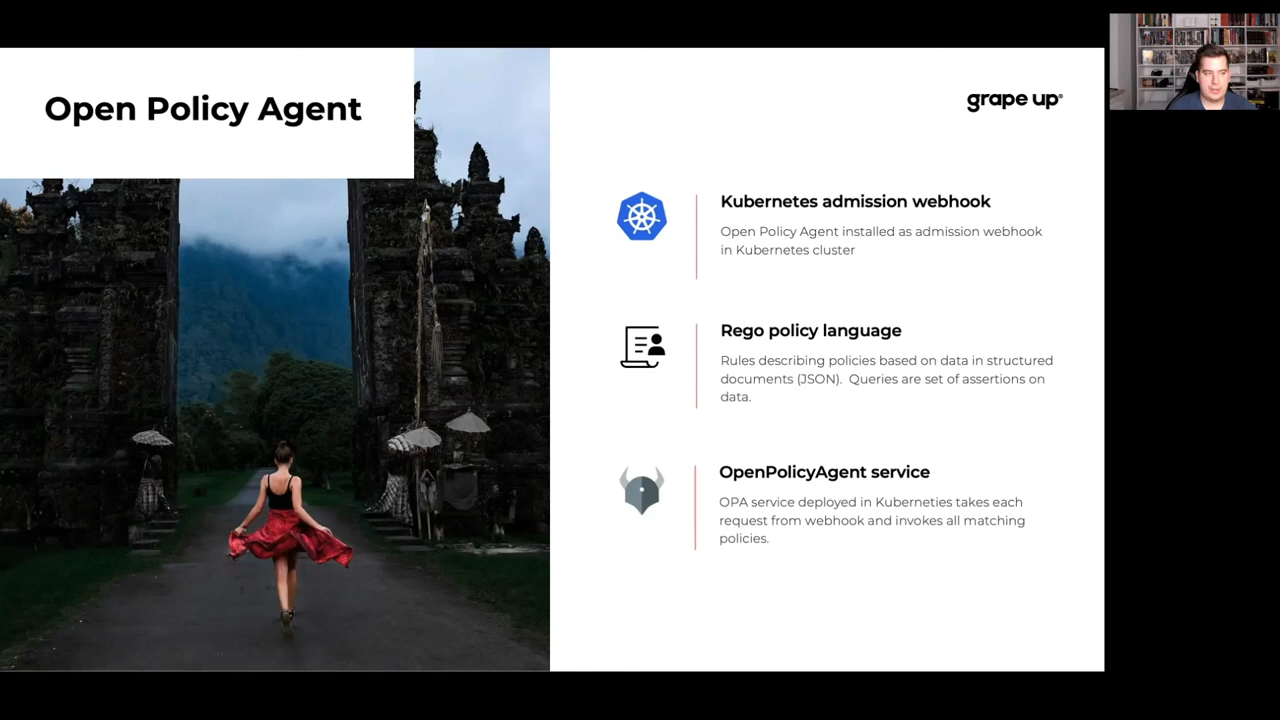 Open Policy Agent
grape up®
Kubernetes admission webhook
Open Policy Agent installed as admission webhook
in Kubernetes cluster
Rego policy language
Rules describing policies based on data in structured
documents (JSON).  Queries are set of assertions on
data.
OpenPolicyAgent service
OPA service deployed in Kuberneties takes each
request from webhook and invokes all matching
policies.